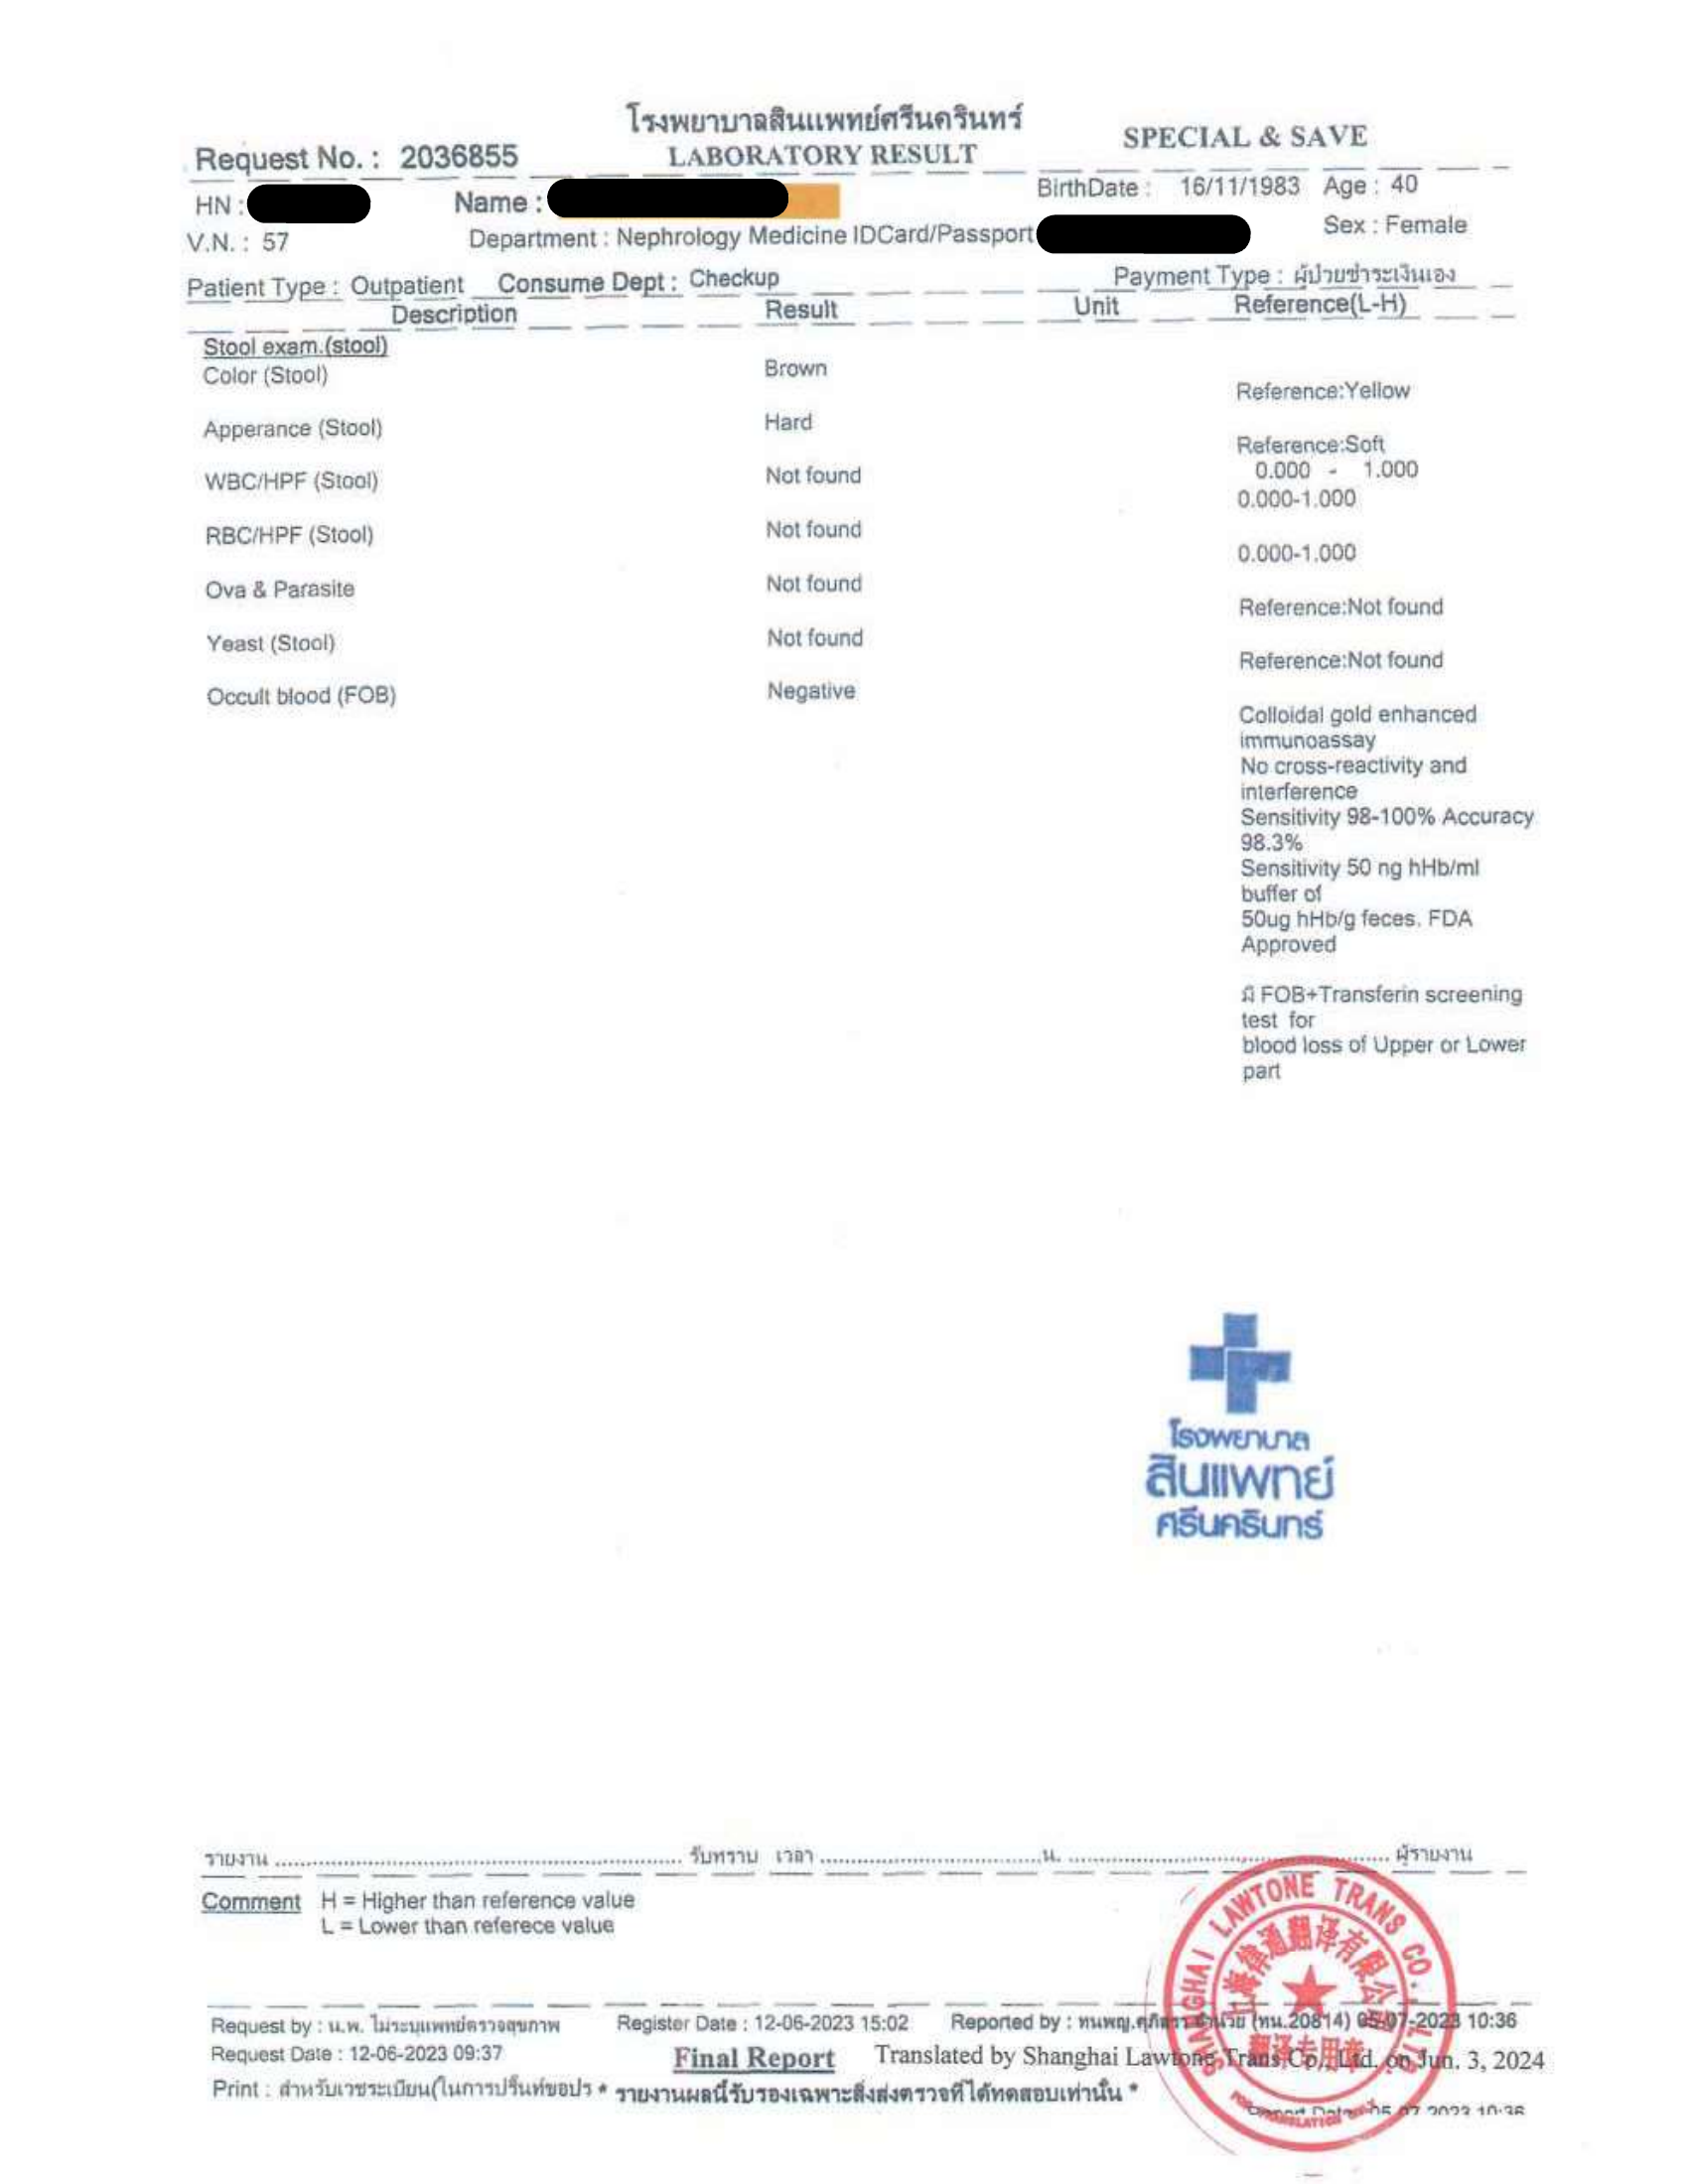 โรงพยาบาลสินแพทย์ศรีนครินทร์
SPECIAL & SAVE
Request No. : 2036855
LABORATORY RESULT
HN :
Name :
BirthDate : 16/11/1983 Age : 40
V.N. : 57
Department : Nephrology Medicine IDCard/Passport
Sex : Female
Patient Type : Outpatient Consume Dept : Checkup
Payment Type : ผู้ป่วยชำระเงินเอง
Description Result Unit Reference(L-H)
Stool exam.(stool)
Color (Stool) Brown
Reference:Yellow
Apperance (Stool) Hard
Reference:Soft
0.000 - 1.000
WBC/HPF (Stool) Not found
0.000-1.000
RBC/HPF (Stool) Not found
0.000-1.000
Ova & Parasite Not found
Reference:Not found
Yeast (Stool) Not found
Reference:Not found
Occult blood (FOB) Negative
Colloidal gold enhanced
immunoassay
No cross-reactivity and
interference
Sensitivity 98-100% Accuracy
98.3%
Sensitivity 50 ng hHb/ml
buffer of
50ug hHb/g feces. FDA
Approved
มี FOB+Transferin screening
test for
blood loss of Upper or Lower
part
โรงพยาบาล
สินแพทย์
ศรีนครินทร์
รายงาน ........ รับทราบ เวลา ........ น. ........ ผู้รายงาน
Comment H = Higher than reference value
L = Lower than referece value
SHANGHAI LAWTONE TRANS CO., LTD
上海律通翻译有限公司
翻译专用章
FOR TRANSLATION
Request by : น.พ. ไม่ระบุแพทย์ตรวจสุขภาพ
Register Date : 12-06-2023 15:02
Reported by : ทนพญ. (ทน.20814) 05-07-2023 10:36
Request Date : 12-06-2023 09:37
Final Report
Translated by Shanghai Lawtone Trans Co., Ltd. on Jun. 3, 2024
Print : สำหรับเวชระเบียน(ในการปริ้นท์ขอปร * รายงานผลนี้รับรองเฉพาะสิ่งส่งตรวจที่ได้ทดสอบเท่านั้น *
Report Date 05-07-2023 10:36